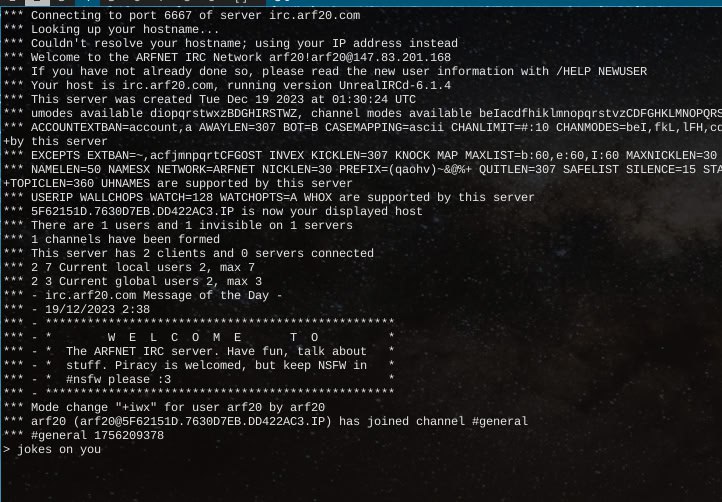 *** Connecting to port 6667 of server irc.arf20.com
*** Looking up your hostname...
*** Couldn't resolve your hostname; using your IP address instead
*** Welcome to the ARFNET IRC Network arf20!arf20@147.83.201.168
*** If you have not already done so, please read the new user information with /HELP NEWUSER
*** Your host is irc.arf20.com, running version UnrealIRCd-6.1.4
*** This server was created Tue Dec 19 2023 at 01:30:24 UTC
*** umodes available diopqrstwxzBDGHIRSTWZ, channel modes available beIacdfhiklmnopqrstvzCDFGHKLMNOPQRS
*** ACCOUNTEXTBAN=account,a AWAYLEN=307 BOT=B CASEMAPPING=ascii CHANLIMIT=#:10 CHANMODES=beI,fkL,lFH,cc
+by this server
*** EXCEPTS EXTBAN=~,acfjmnpqrtCFGOST INVEX KICKLEN=307 KNOCK MAP MAXLIST=b:60,e:60,I:60 MAXNICKLEN=30
*** NAMELEN=50 NAMESX NETWORK=ARFNET NICKLEN=30 PREFIX=(qaohv)~&@%+ QUITLEN=307 SAFELIST SILENCE=15 STA
+TOPICLEN=360 UHNAMES are supported by this server
*** USERIP WALLCHOPS WATCH=128 WATCHOPTS=A WHOX are supported by this server
*** 5F62151D.7630D7EB.DD422AC3.IP is now your displayed host
*** There are 1 users and 1 invisible on 1 servers
*** 1 channels have been formed
*** This server has 2 clients and 0 servers connected
*** 2 7 Current local users 2, max 7
*** 2 3 Current global users 2, max 3
*** - irc.arf20.com Message of the Day -
*** - 19/12/2023 2:38
*** - **************************************************
*** - *        W E L C O M E       T O          *
*** - *  The ARFNET IRC server. Have fun, talk about   *
*** - *  stuff. Piracy is welcomed, but keep NSFW in   *
*** - *  #nsfw please :3                               *
*** - **************************************************
*** Mode change "+iwx" for user arf20 by arf20
*** arf20 (arf20@5F62151D.7630D7EB.DD422AC3.IP) has joined channel #general
*** #general 1756209378
> jokes on you